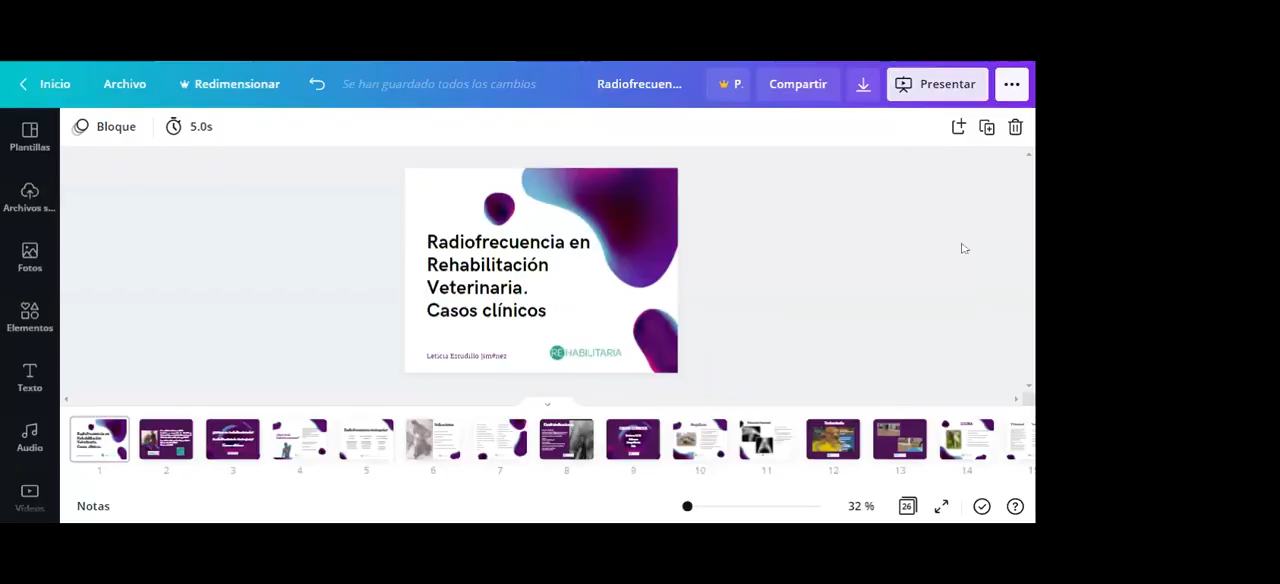 Inicio
Archivo
Redimensionar
Se han guardado todos los cambios
Radiofrecuen...
P.
Compartir
Presentar
Plantillas
Bloque
5.0s
Archivos s...
Fotos
Elementos
Texto
Audio
Vídeos
Radiofrecuencia en
Rehabilitación
Veterinaria.
Casos clínicos
Leticia Estudillo Jiménez
REHABILITARIA
1
2
3
4
5
6
7
8
9
10
11
12
13
14
Notas
32 %
26